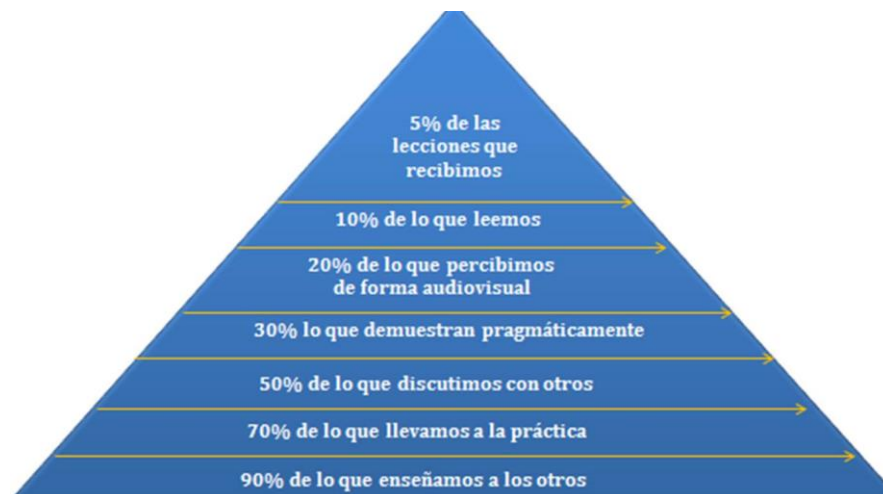 5% de las
lecciones que
recibimos
10% de lo que leemos
20% de lo que percibimos
de forma audiovisual
30% lo que demuestran pragmáticamente
50% de lo que discutimos con otros
70% de lo que llevamos a la práctica
90% de lo que enseñamos a los otros